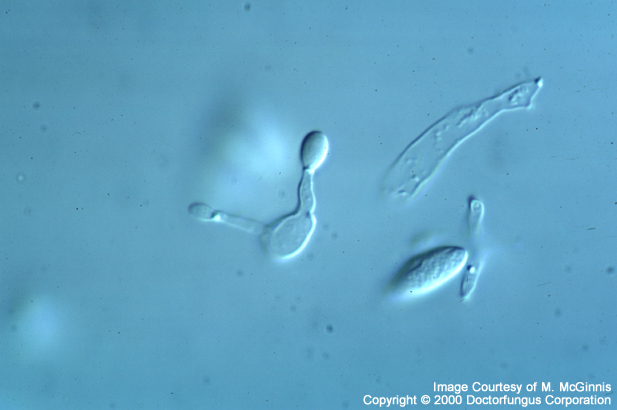 Image Courtesy of M. McGinnis
Copyright © 2000 Doctorfungus Corporation